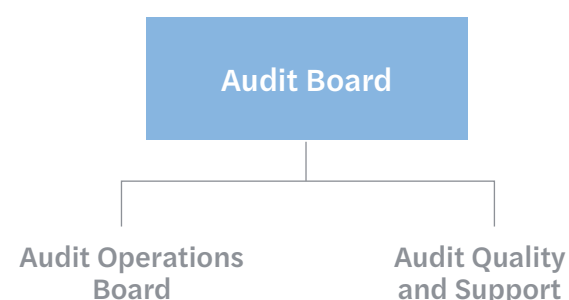 Audit Board
Audit Operations
Board
Audit Quality
and Support